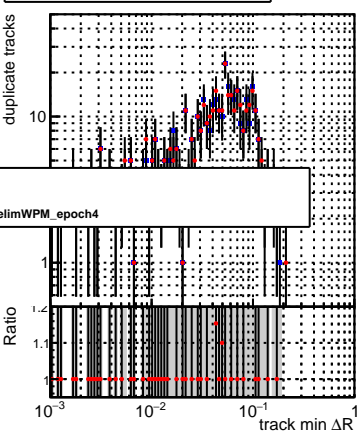 duplicate tracks
10
elimWPM_epoch4
1
Ratio
1.2
1.1
1
10−3
10−2
10−1
1
track min ΔR